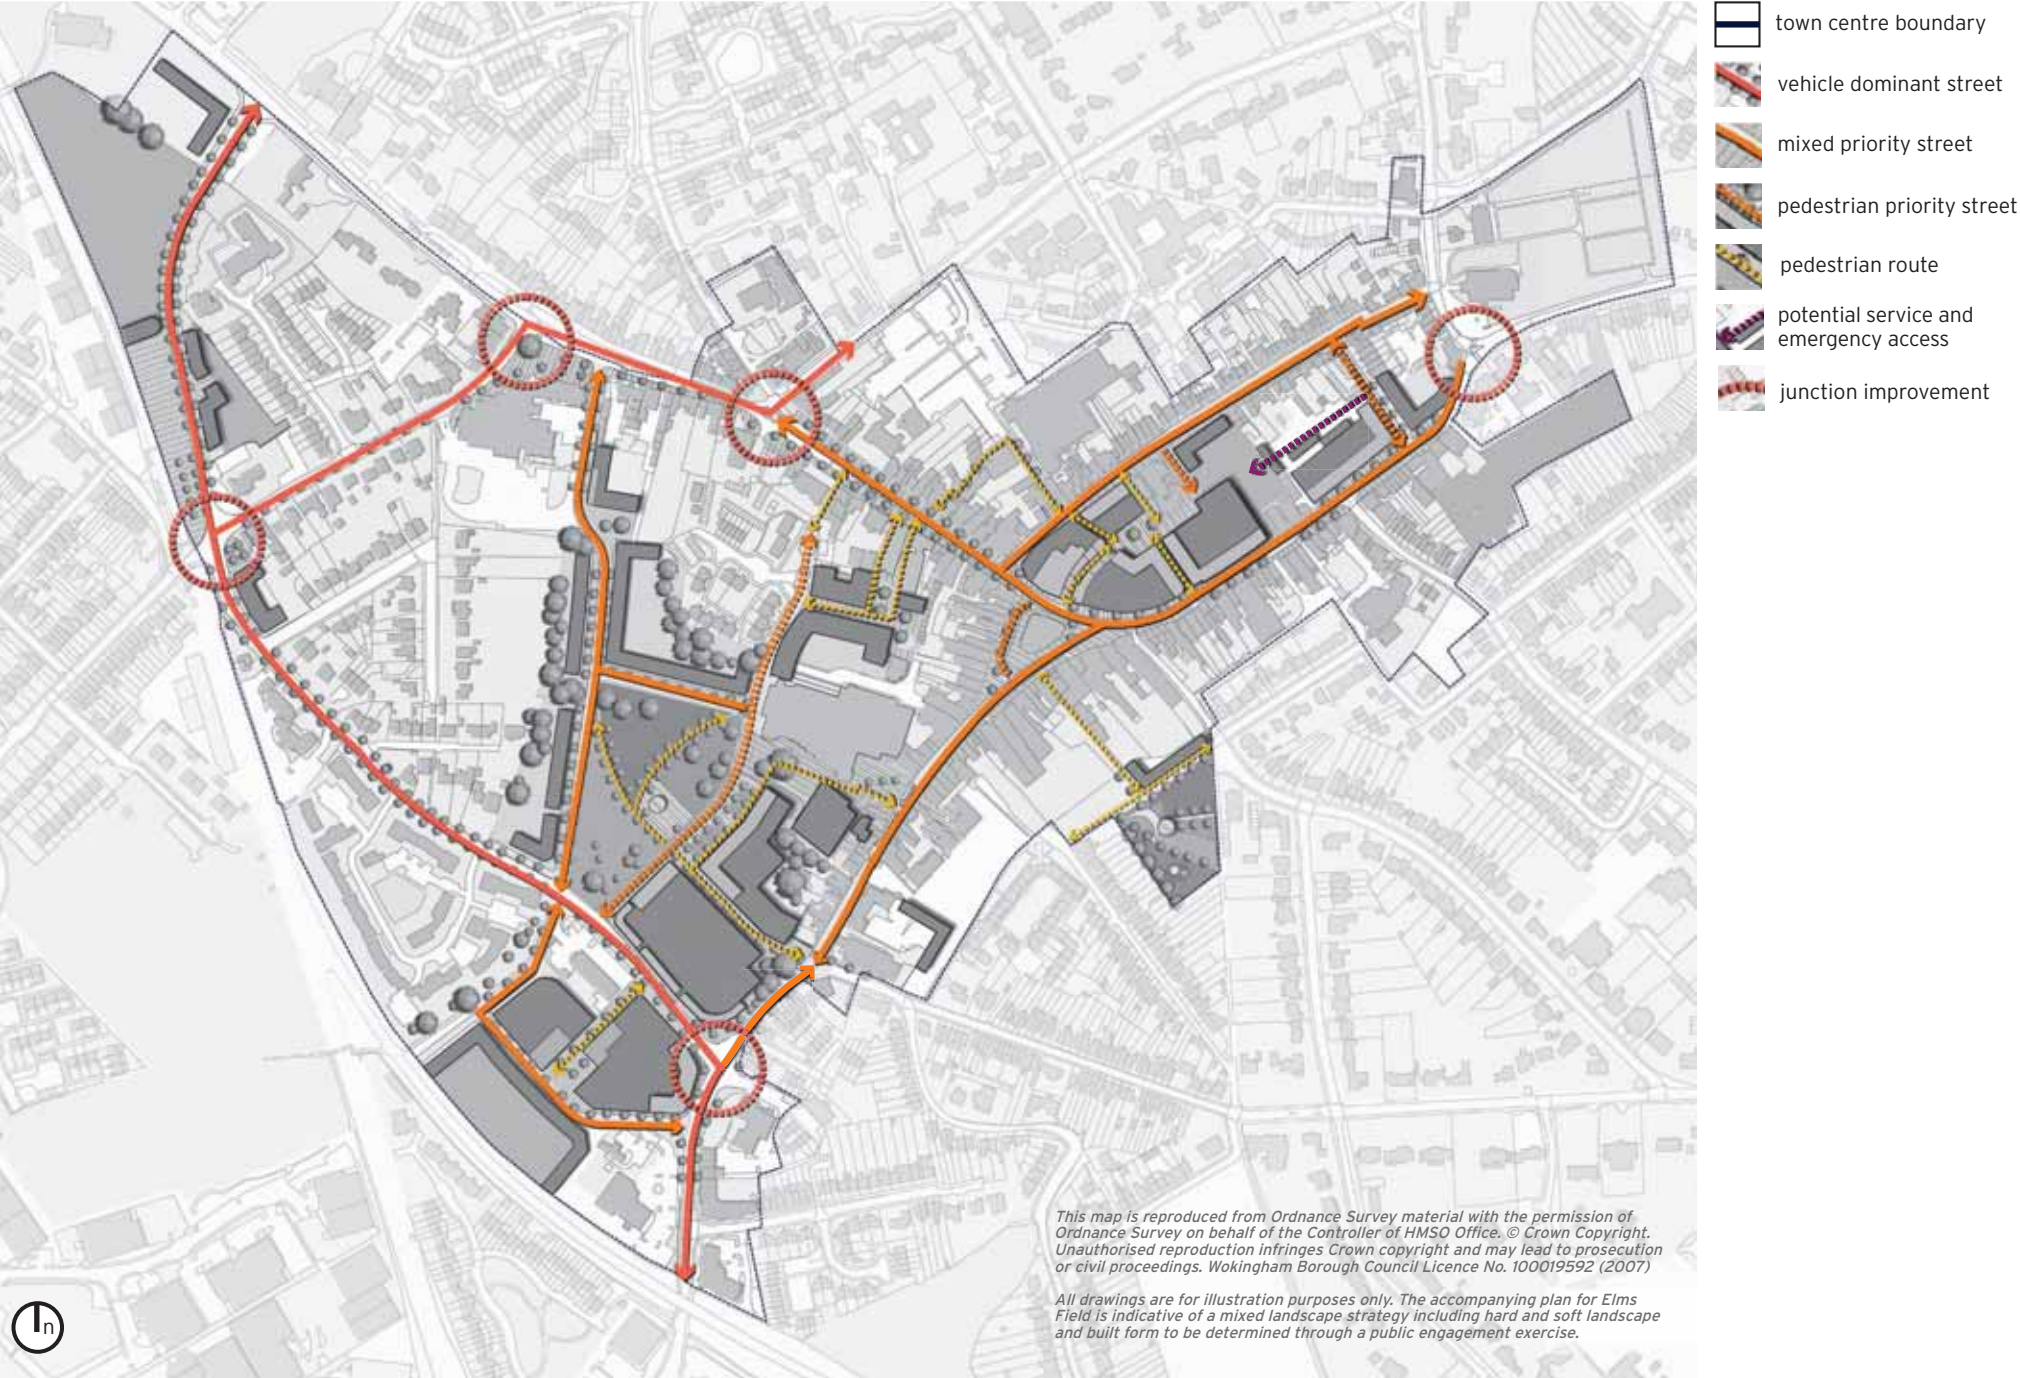 town centre boundary
vehicle dominant street
mixed priority street
pedestrian priority street
pedestrian route
potential service and
emergency access
junction improvement
This map is reproduced from Ordnance Survey material with the permission of
Ordnance Survey on behalf of the Controller of HMSO Office. © Crown Copyright.
Unauthorised reproduction infringes Crown copyright and may lead to prosecution
or civil proceedings. Wokingham Borough Council Licence No. 100019592 (2007)
All drawings are for illustration purposes only. The accompanying plan for Elms
Field is indicative of a mixed landscape strategy including hard and soft landscape
and built form to be determined through a public engagement exercise.
n